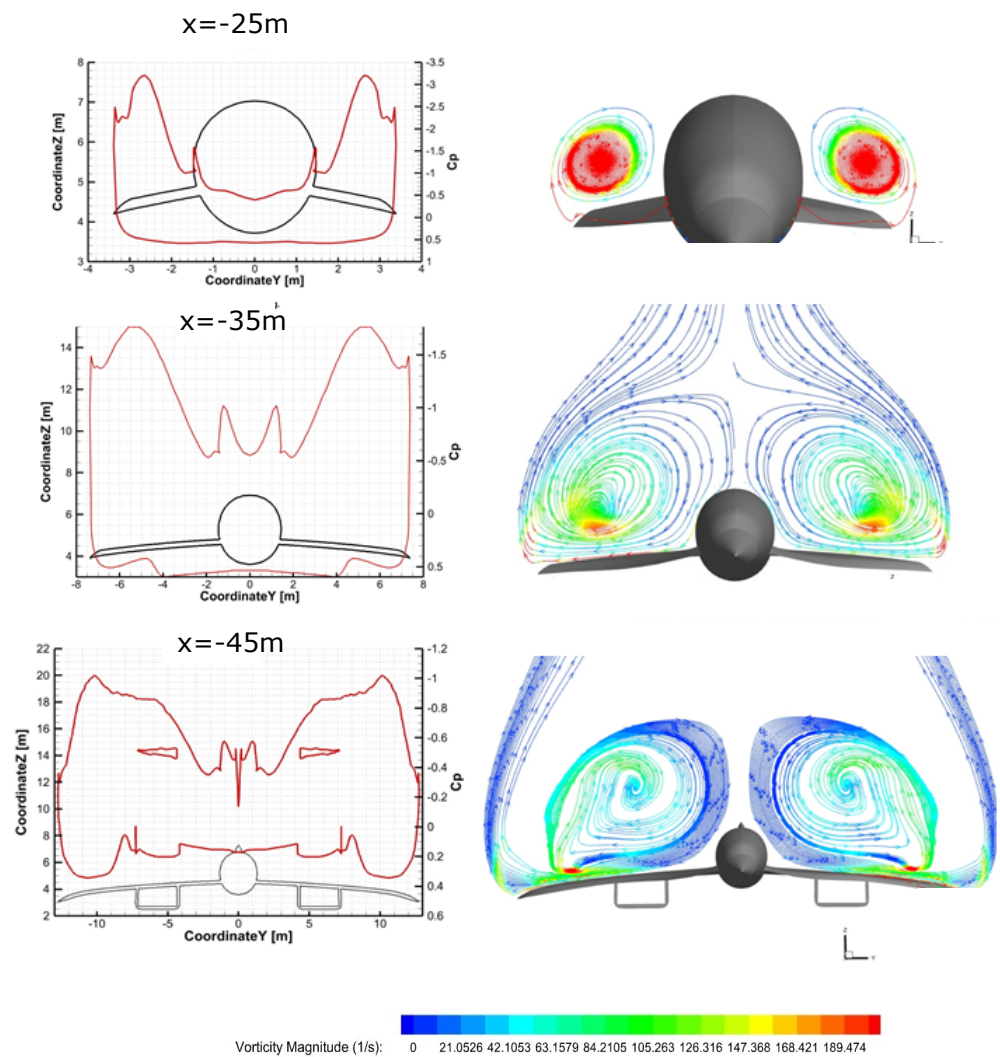 x=-25m
8
7
6
5
4
3
CoordinateZ [m]
-3.5
-3
-2.5
-2
-1.5
-1
-0.5
0
0.5
1
Cp
-4 -3 -2 -1 0 1 2 3 4
CoordinateY [m]
z
x=-35m
14
12
10
8
6
4
CoordinateZ [m]
-1.5
-1
-0.5
0
0.5
Cp
-8 -6 -4 -2 0 2 4 6 8
CoordinateY [m]
z
x=-45m
22
20
18
16
14
12
10
8
6
4
2
CoordinateZ [m]
-1.2
-1
-0.8
-0.6
-0.4
-0.2
0
0.2
0.4
0.6
Cp
-10 -5 0 5 10
CoordinateY [m]
Z
Y
Vorticity Magnitude (1/s): 0 21.0526 42.1053 63.1579 84.2105 105.263 126.316 147.368 168.421 189.474